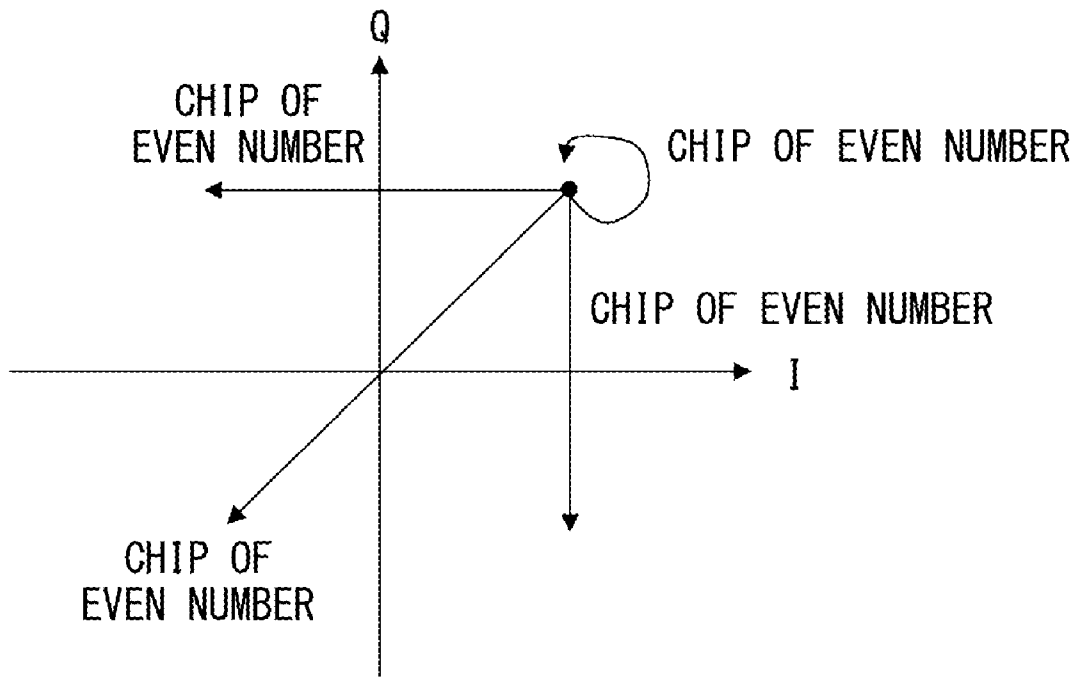 Q
CHIP OF
EVEN NUMBER
CHIP OF EVEN NUMBER
CHIP OF EVEN NUMBER
I
CHIP OF
EVEN NUMBER